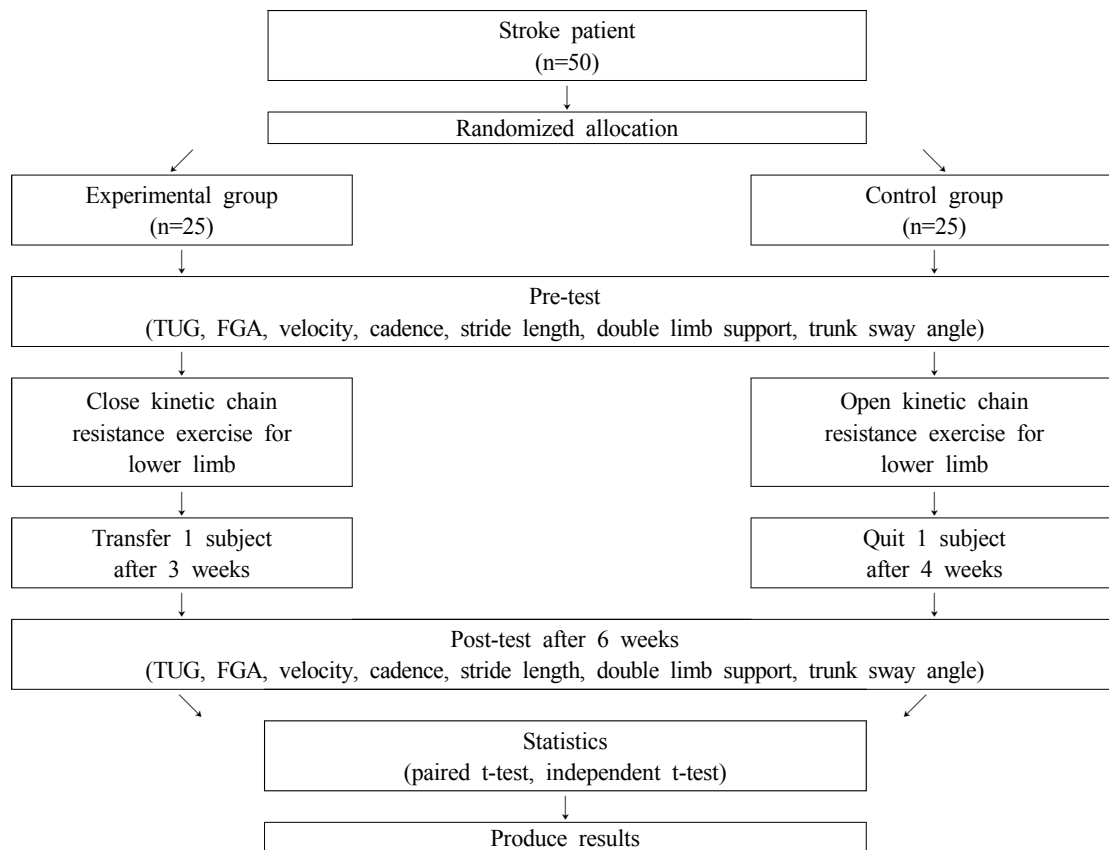 Stroke patient
(n=50)
Randomized allocation
Experimental group
(n=25)
Control group
(n=25)
Pre-test
(TUG, FGA, velocity, cadence, stride length, double limb support, trunk sway angle)
Close kinetic chain
resistance exercise for
lower limb
Open kinetic chain
resistance exercise for
lower limb
Transfer 1 subject
after 3 weeks
Quit 1 subject
after 4 weeks
Post-test after 6 weeks
(TUG, FGA, velocity, cadence, stride length, double limb support, trunk sway angle)
Statistics
(paired t-test, independent t-test)
Produce results